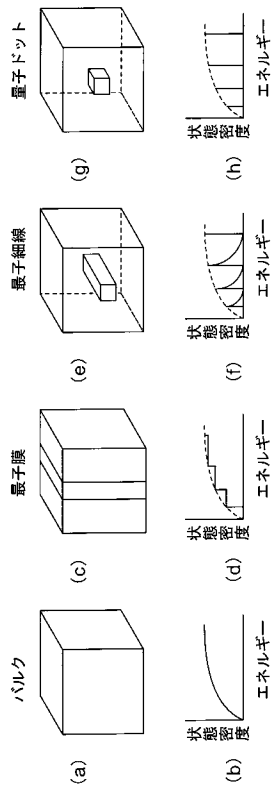 バルク
最子膜
最子細線
量子ドット
(a)
(c)
(e)
(g)
状態密度
エネルギー
(b)
状態密度
エネルギー
(d)
状態密度
エネルギー
(f)
状態密度
エネルギー
(h)